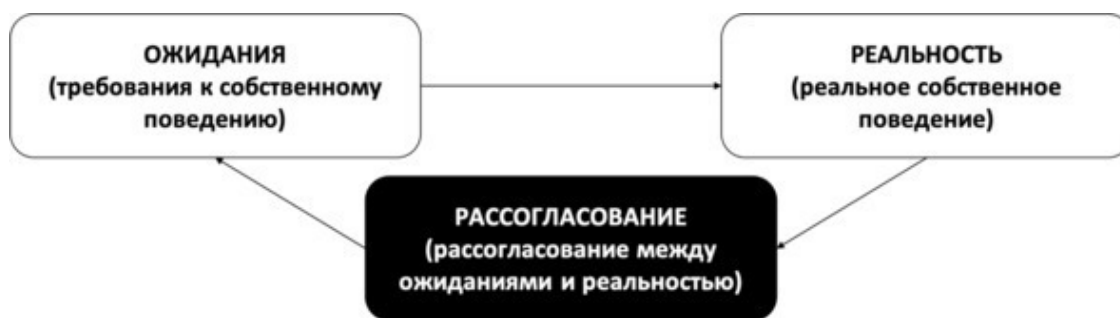 ОЖИДАНИЯ
(требования к собственному
поведению)
РЕАЛЬНОСТЬ
(реальное собственное
поведение)
РАССОГЛАСОВАНИЕ
(рассогласование между
ожиданиями и реальностью)